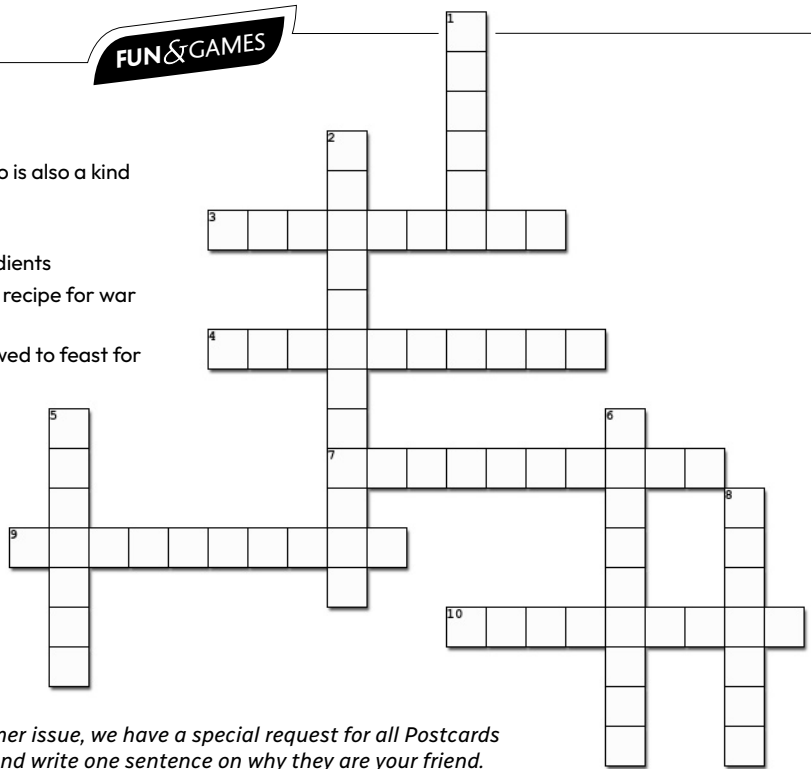 FUN&GAMES
1
2
o is also a kind
3
dients
recipe for war
4
wed to feast for
5
6
7
8
9
10
ner issue, we have a special request for all Postcards
nd write one sentence on why they are your friend.